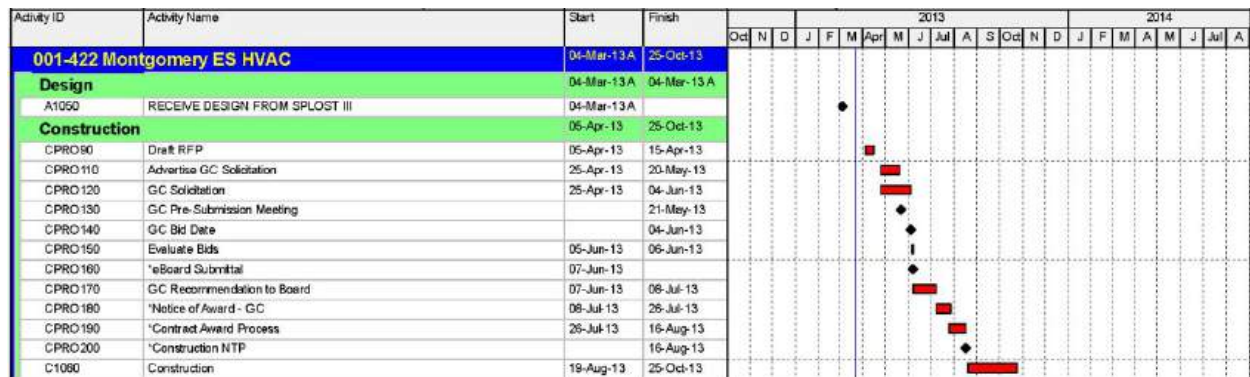 Activity ID Activity Name Start Finish 2013 2014
Oct N D J F M Apr M J Jul A S Oct N D J F M A M J Jul A
001-422 Montgomery ES HVAC 04-Mar-13 A 25-Oct-13
Design 04-Mar-13 A 04-Mar-13 A
A1050 RECEIVE DESIGN FROM SPLOST III 04-Mar-13 A
Construction 05-Apr-13 25-Oct-13
CPRO90 Draft RFP 05-Apr-13 15-Apr-13
CPRO110 Advertise GC Solicitation 25-Apr-13 20-May-13
CPRO120 GC Solicitation 25-Apr-13 04-Jun-13
CPRO130 GC Pre-Submission Meeting 21-May-13
CPRO140 GC Bid Date 04-Jun-13
CPRO150 Evaluate Bids 05-Jun-13 06-Jun-13
CPRO160 *eBoard Submittal 07-Jun-13
CPRO170 GC Recommendation to Board 07-Jun-13 08-Jul-13
CPRO180 *Notice of Award - GC 08-Jul-13 26-Jul-13
CPRO190 *Contract Award Process 26-Jul-13 16-Aug-13
CPRO200 *Construction NTP 16-Aug-13
C1060 Construction 19-Aug-13 25-Oct-13